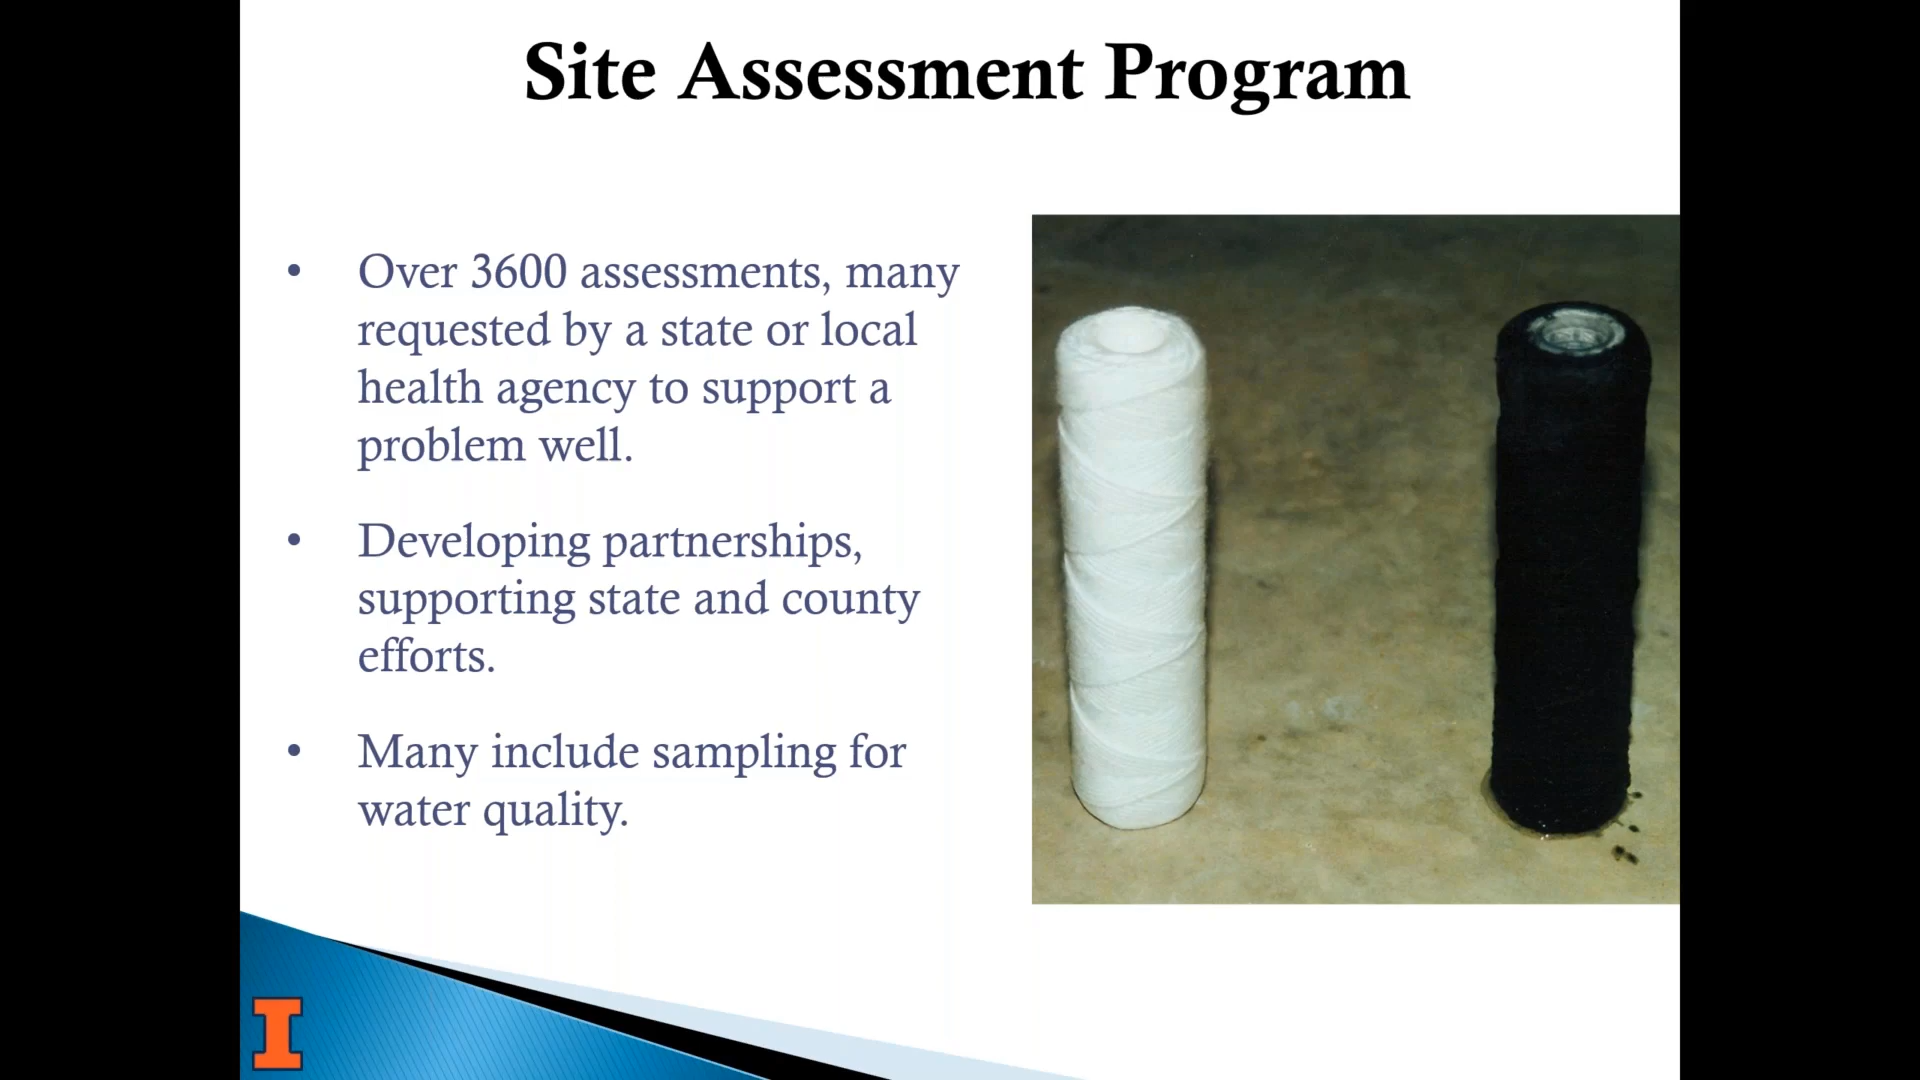 Site Assessment Program
• Over 3600 assessments, many
requested by a state or local
health agency to support a
problem well.
• Developing partnerships,
supporting state and county
efforts.
• Many include sampling for
water quality.
I